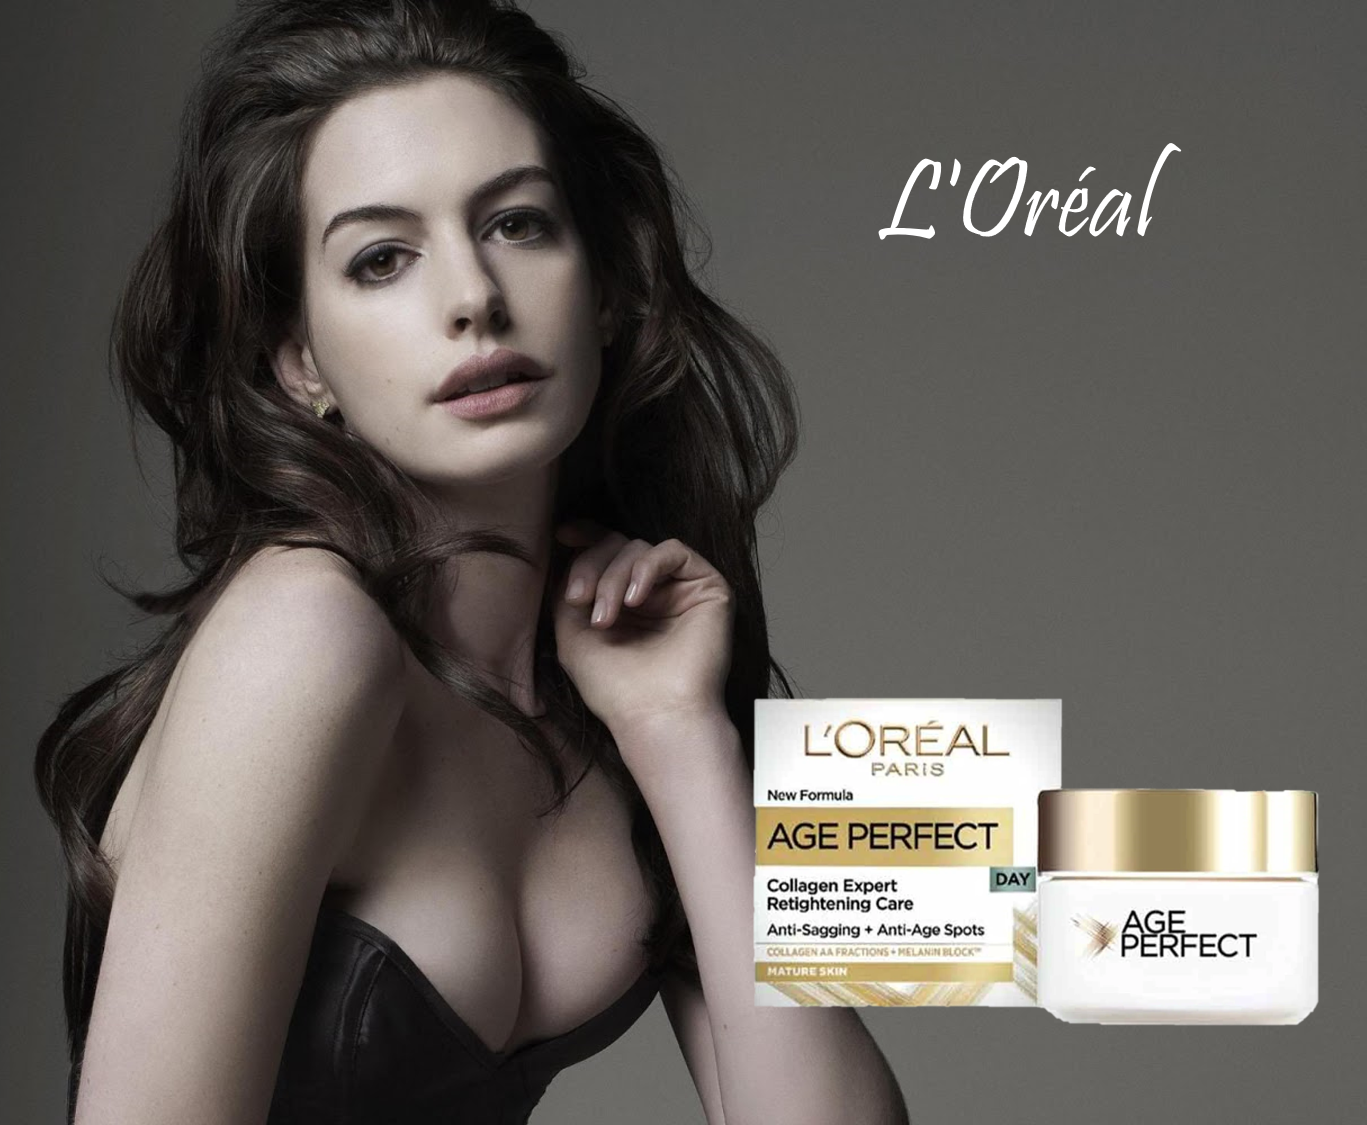 L'Oréal
L'ORÉAL
PARIS
New Formula
AGE PERFECT
DAY
Collagen Expert
Retightening Care
Anti-Sagging + Anti-Age Spots
COLLAGEN AA FRACTIONS + MELANIN BLOCK™
MATURE SKIN
AGE
PERFECT